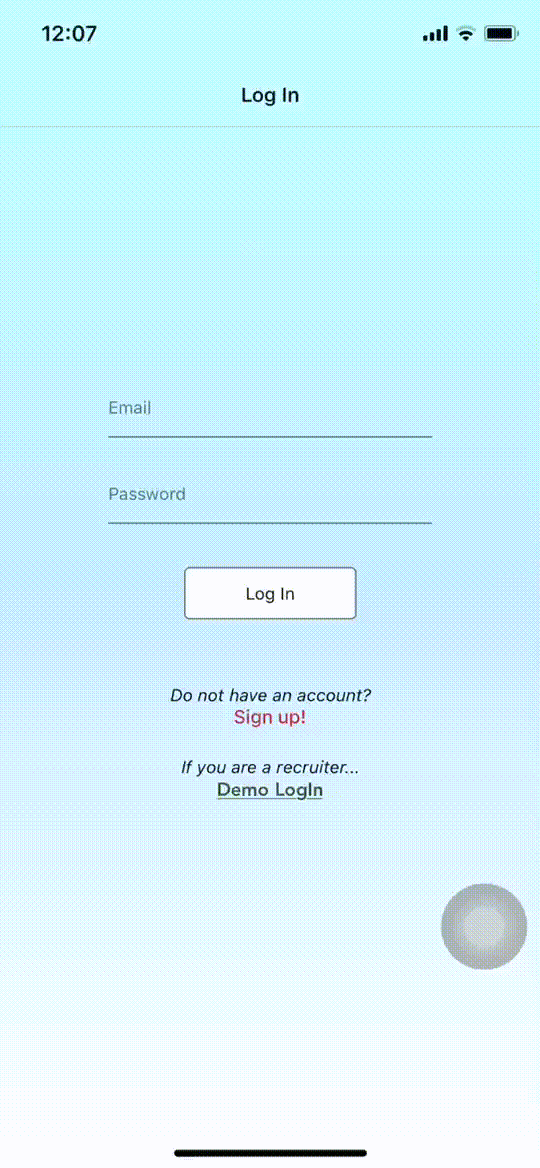 12:07
Log In
Email
Password
Log In
Do not have an account?
Sign up!
If you are a recruiter...
Demo LogIn